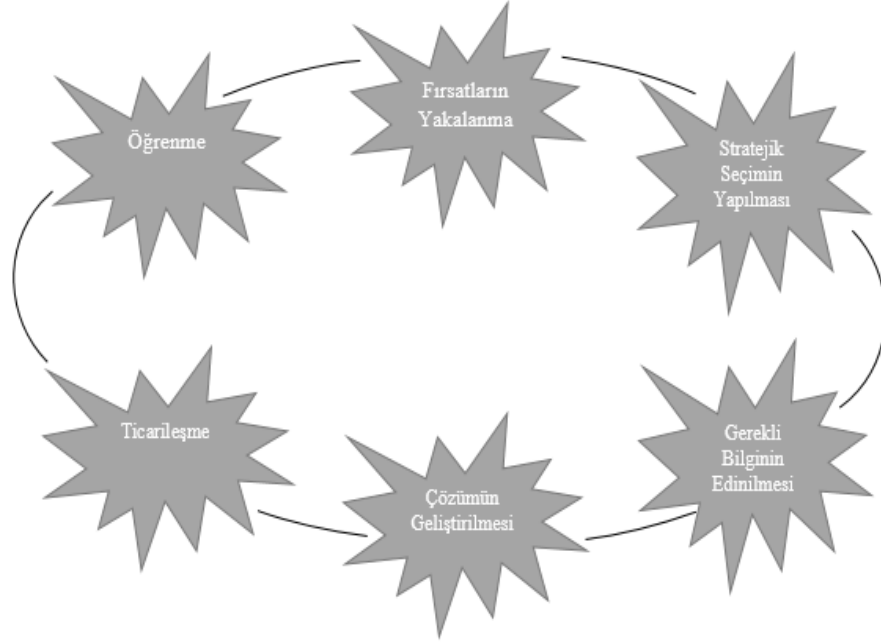 Öğrenme
Fırsatların
Yakalanma
Stratejik
Seçimin
Yapılması
Gerekli
Bilginin
Edinilmesi
Çözümün
Geliştirilmesi
Ticarileşme